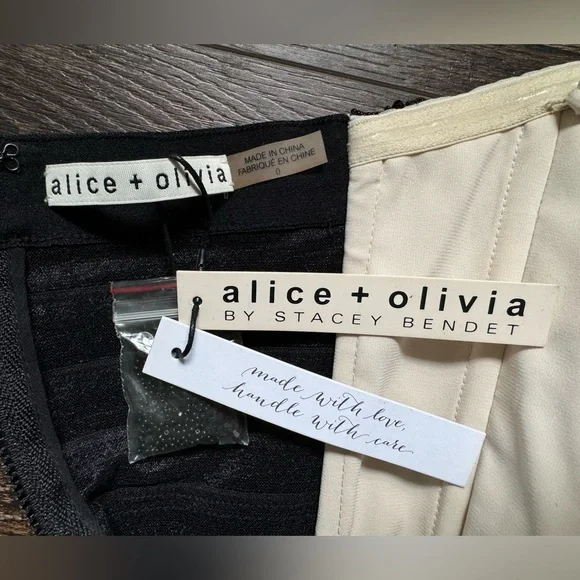 alice + olivia
MADE IN CHINA
FABRIQUÉ EN CHINE
0
alice + olivia
BY STACEY BENDET
made with love,
handle with care